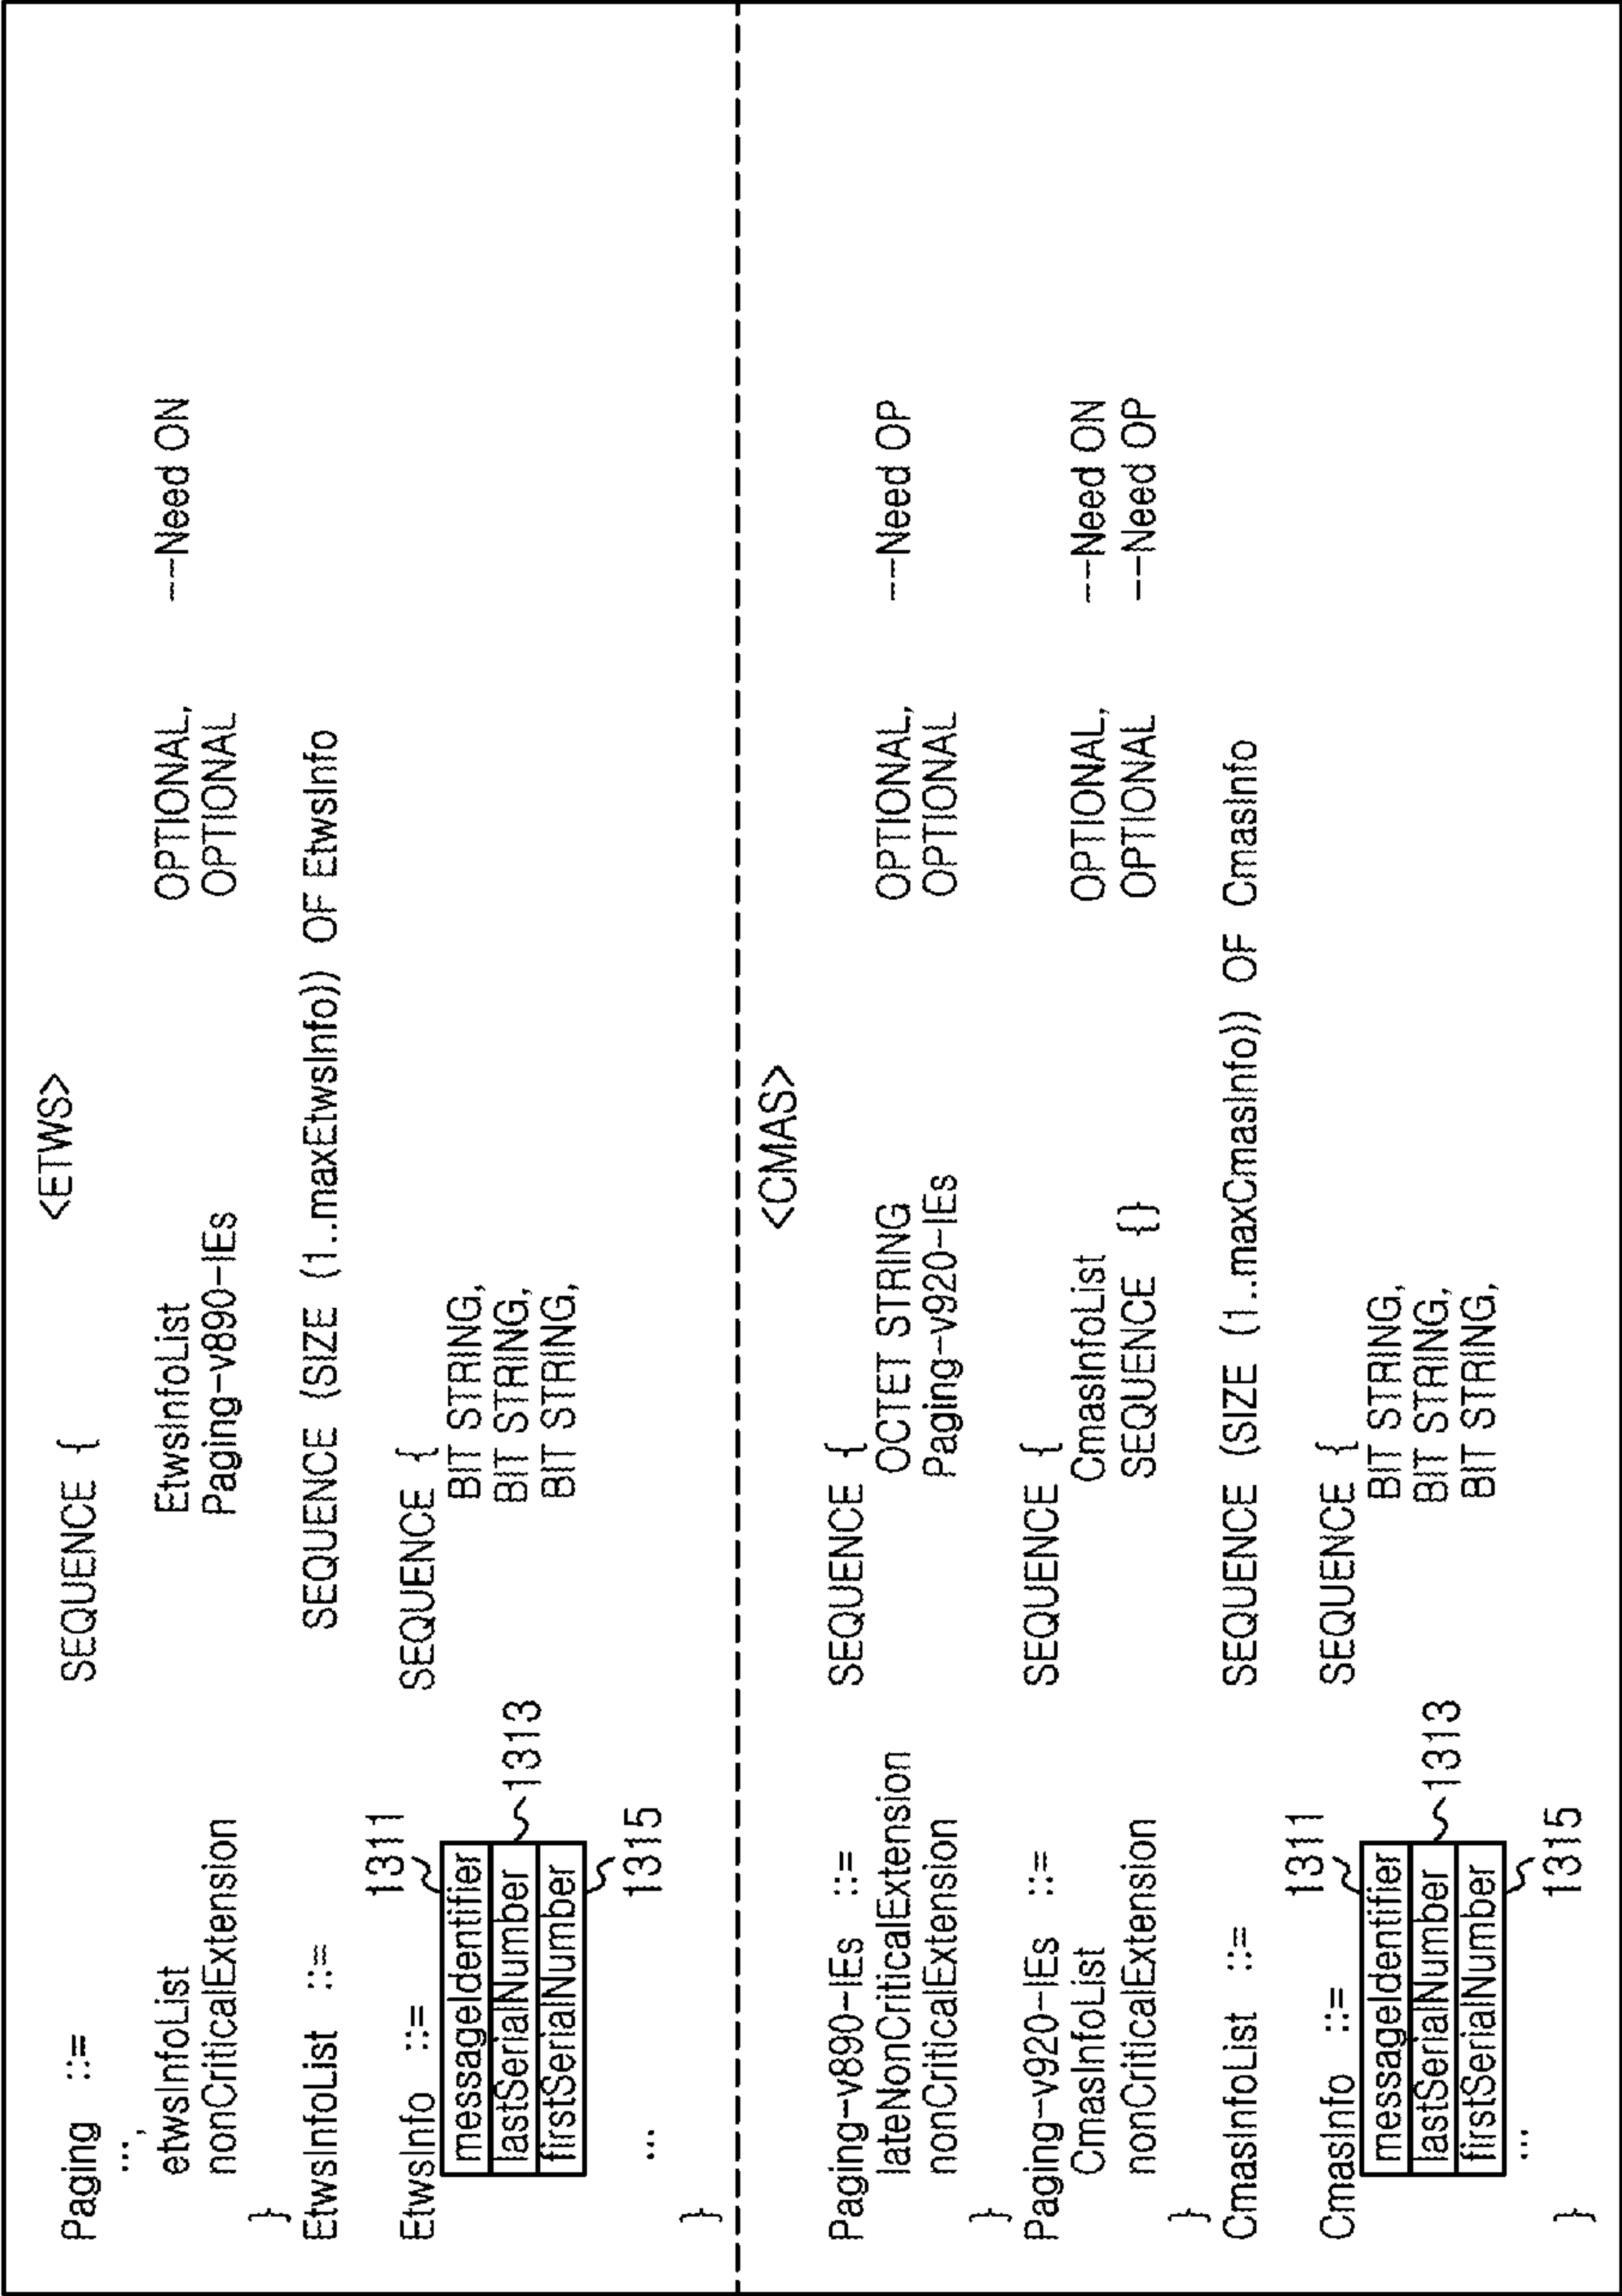 <ETWS>
Paging ::= SEQUENCE {
...,
etwsInfoList EtwsInfoList OPTIONAL, ---Need ON
nonCriticalExtension Paging-v890-IEs OPTIONAL
}
EtwsInfoList ::= SEQUENCE (SIZE (1..maxEtwsInfo)) OF EtwsInfo
1311
EtwsInfo ::= SEQUENCE {
messageIdentifier BIT STRING,
lastSerialNumber 1313 BIT STRING,
firstSerialNumber BIT STRING,
1315
...
}
<CMAS>
Paging-v890-IEs ::= SEQUENCE {
lateNonCriticalExtension OCTET STRING OPTIONAL, ---Need OP
nonCriticalExtension Paging-v920-IEs OPTIONAL
}
Paging-v920-IEs ::= SEQUENCE {
CmasInfoList CmasInfoList OPTIONAL, ---Need ON
nonCriticalExtension SEQUENCE {} OPTIONAL ---Need OP
}
CmasInfoList ::= SEQUENCE (SIZE (1..maxCmasInfo)) OF CmasInfo
1311
CmasInfo ::= SEQUENCE {
messageIdentifier BIT STRING,
lastSerialNumber 1313 BIT STRING,
firstSerialNumber BIT STRING,
... 1315
}